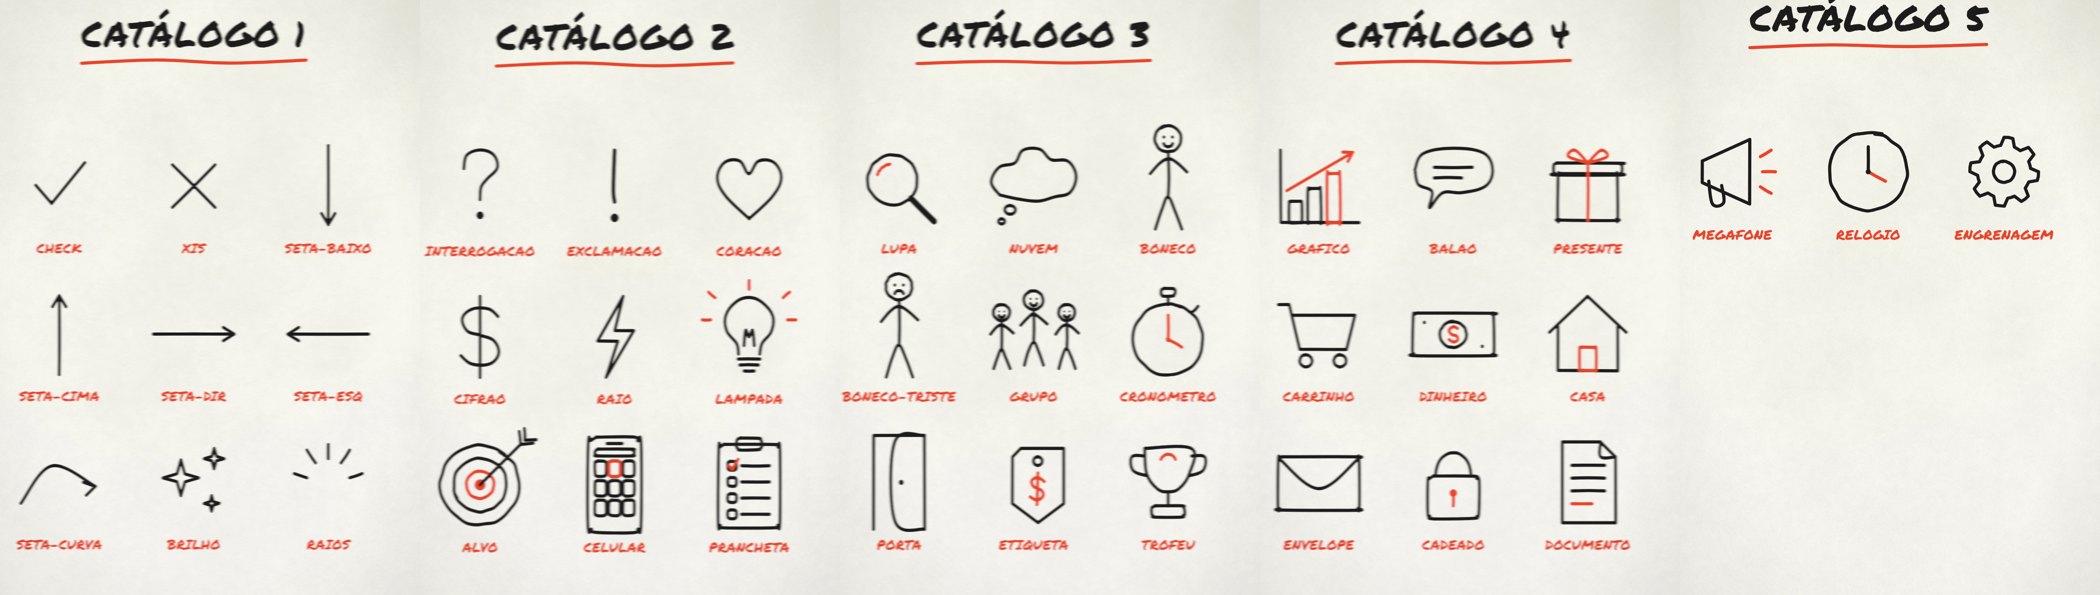 CATÁLOGO 1
CHECK
XIS
SETA-BAIXO
SETA-CIMA
SETA-DIR
SETA-ESQ
SETA-CURVA
BRILHO
RAIOS
CATÁLOGO 2
INTERROGACAO
EXCLAMACAO
CORACAO
$
CIFRAO
RAIO
LAMPADA
ALVO
CELULAR
PRANCHETA
CATÁLOGO 3
LUPA
NUVEM
BONECO
BONECO-TRISTE
GRUPO
CRONOMETRO
PORTA
$
ETIQUETA
TROFEU
CATÁLOGO 4
GRAFICO
BALAO
PRESENTE
CARRINHO
$
DINHEIRO
CASA
ENVELOPE
CADEADO
DOCUMENTO
CATÁLOGO 5
MEGAFONE
RELOGIO
ENGRENAGEM